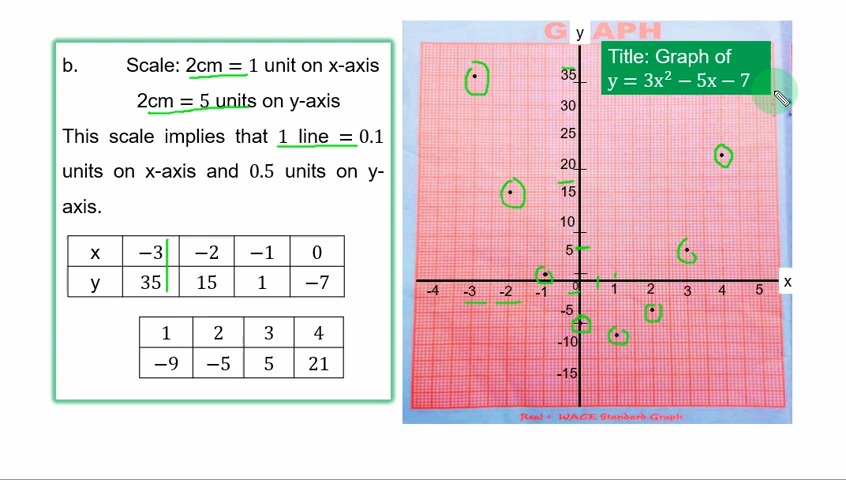 b. Scale: 2cm = 1 unit on x-axis
2cm = 5 units on y-axis
This scale implies that 1 line = 0.1
units on x-axis and 0.5 units on y-
axis.
x −3 −2 −1 0
y 35 15 1 −7
1 2 3 4
−9 −5 5 21
GRAPH
y
Title: Graph of
y = 3x² − 5x − 7
35
30
25
20
15
10
5
x
-4 -3 -2 -1 0 1 2 3 4 5
-5
-10
-15
Real - WACE Standard Graph